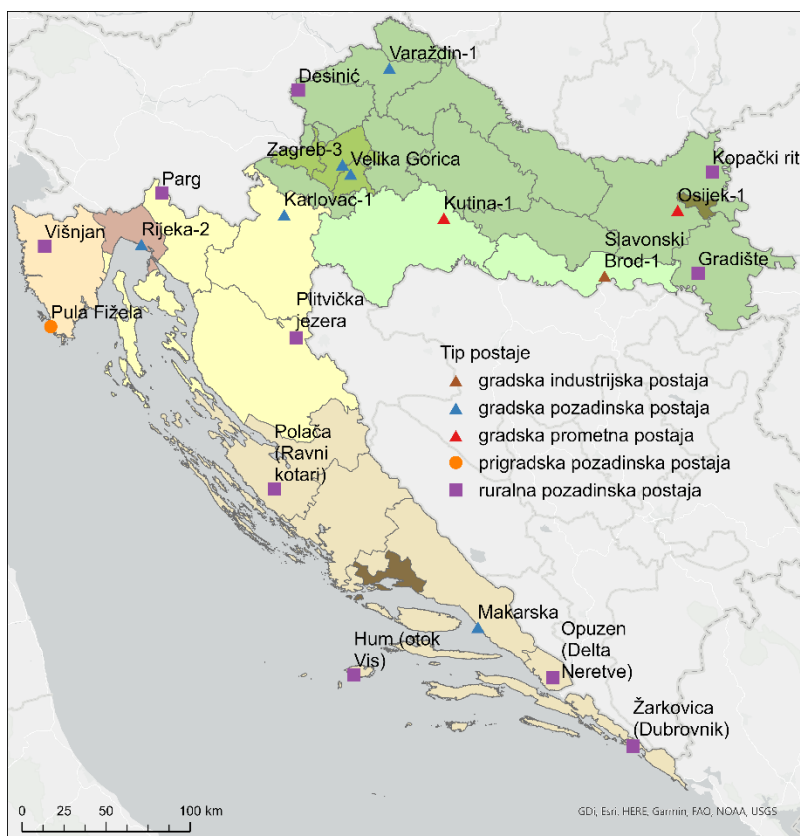 Varaždin-1
Desinić
Zagreb-3
Velika Gorica
Kopački rit
Parg
Karlovac-1
Kutina-1
Osijek-1
Višnjan
Rijeka-2
Slavonski
Brod-1
Gradište
Pula Fižela
Plitvička
jezera
Tip postaje
gradska industrijska postaja
gradska pozadinska postaja
gradska prometna postaja
prigradska pozadinska postaja
ruralna pozadinska postaja
Polača
(Ravni
kotari)
Makarska
Hum (otok
Vis)
Opuzen
(Delta
Neretve)
Žarkovica
(Dubrovnik)
0 25 50 100 km
GDi, Esri, HERE, Garmin, FAO, NOAA, USGS